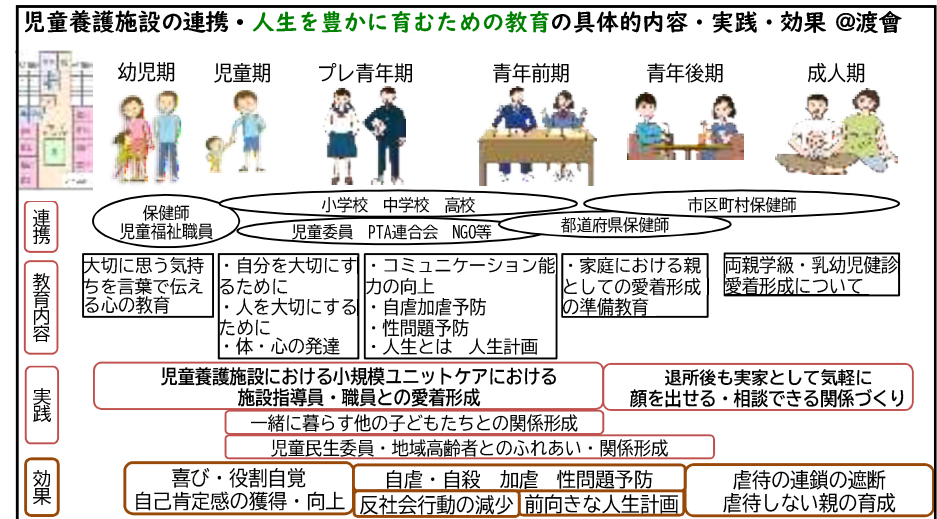 児童養護施設の連携・人生を豊かに育むための教育の具体的内容・実践・効果 @渡會
幼児期
児童期
プレ青年期
青年前期
青年後期
成人期
連携
保健師
児童福祉職員
小学校　中学校　高校
児童委員　PTA連合会　NGO等
都道府県保健師
市区町村保健師
教育内容
大切に思う気持
ちを言葉で伝え
る心の教育
・自分を大切にす
るために
・人を大切にする
ために
・体・心の発達
・コミュニケーション能
力の向上
・自虐加虐予防
・性問題予防
・人生とは　人生計画
・家庭における親
としての愛着形成
の準備教育
両親学級・乳幼児健診
愛着形成について
実践
児童養護施設における小規模ユニットケアにおける
施設指導員・職員との愛着形成
退所後も実家として気軽に
顔を出せる・相談できる関係づくり
一緒に暮らす他の子どもたちとの関係形成
児童民生委員・地域高齢者とのふれあい・関係形成
効果
喜び・役割自覚
自己肯定感の獲得・向上
自虐・自殺　加虐　性問題予防
反社会行動の減少
前向きな人生計画
虐待の連鎖の遮断
虐待しない親の育成